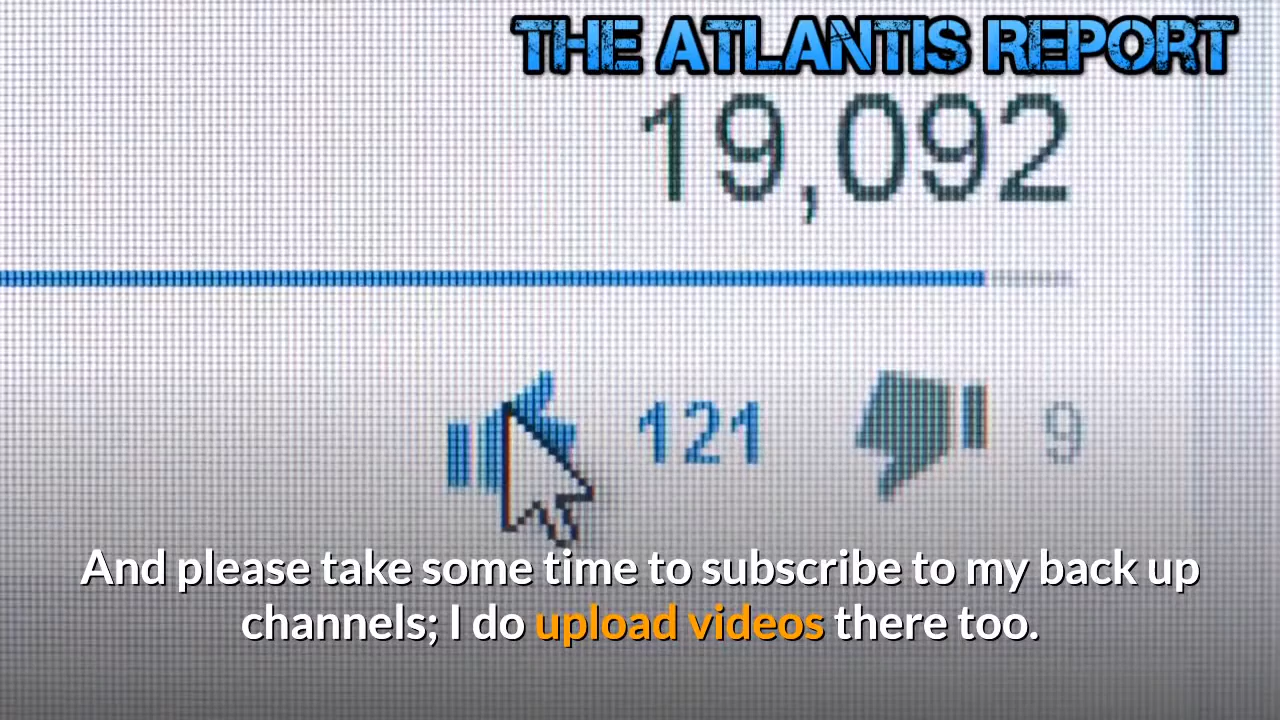 THE ATLANTIS REPORT
19,092
121 9
And please take some time to subscribe to my back up
channels; I do upload videos there too.